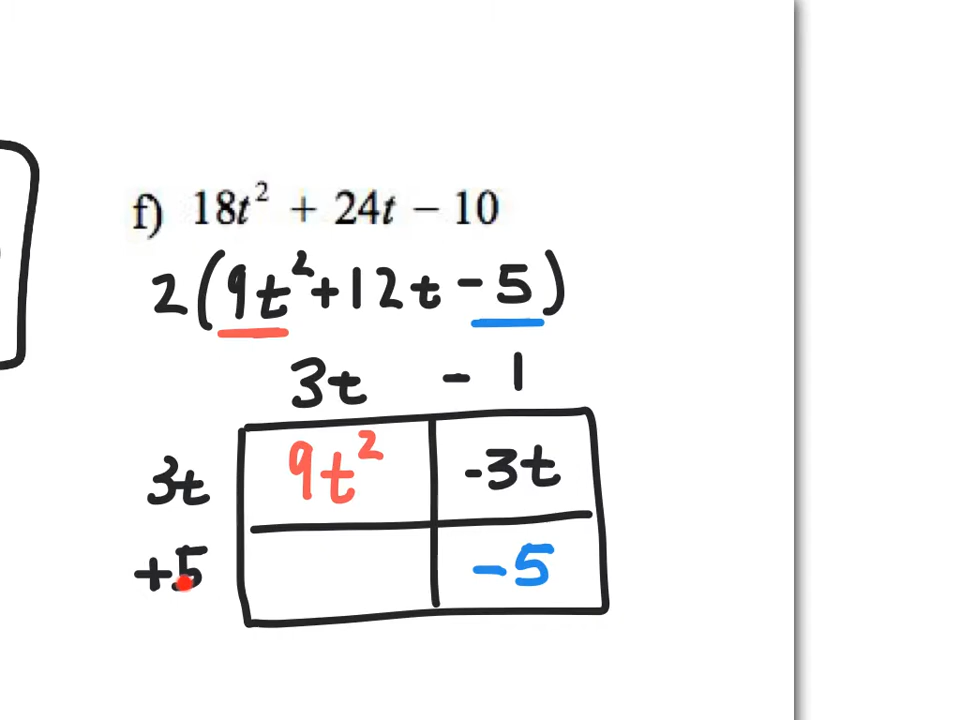 f) 18t² + 24t − 10
2(9t²+12t -5)
3t - 1
3t 9t² -3t
+5 -5